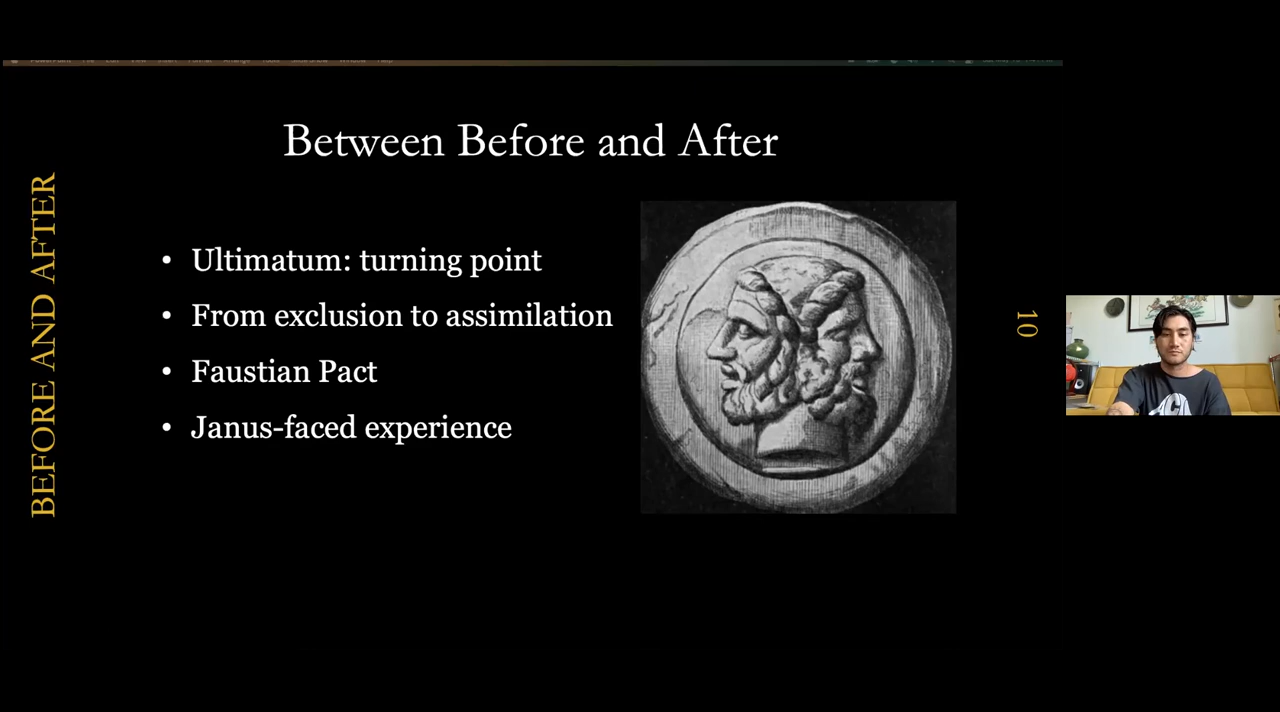 Between Before and After
BEFORE AND AFTER
• Ultimatum: turning point
• From exclusion to assimilation
• Faustian Pact
• Janus-faced experience
10